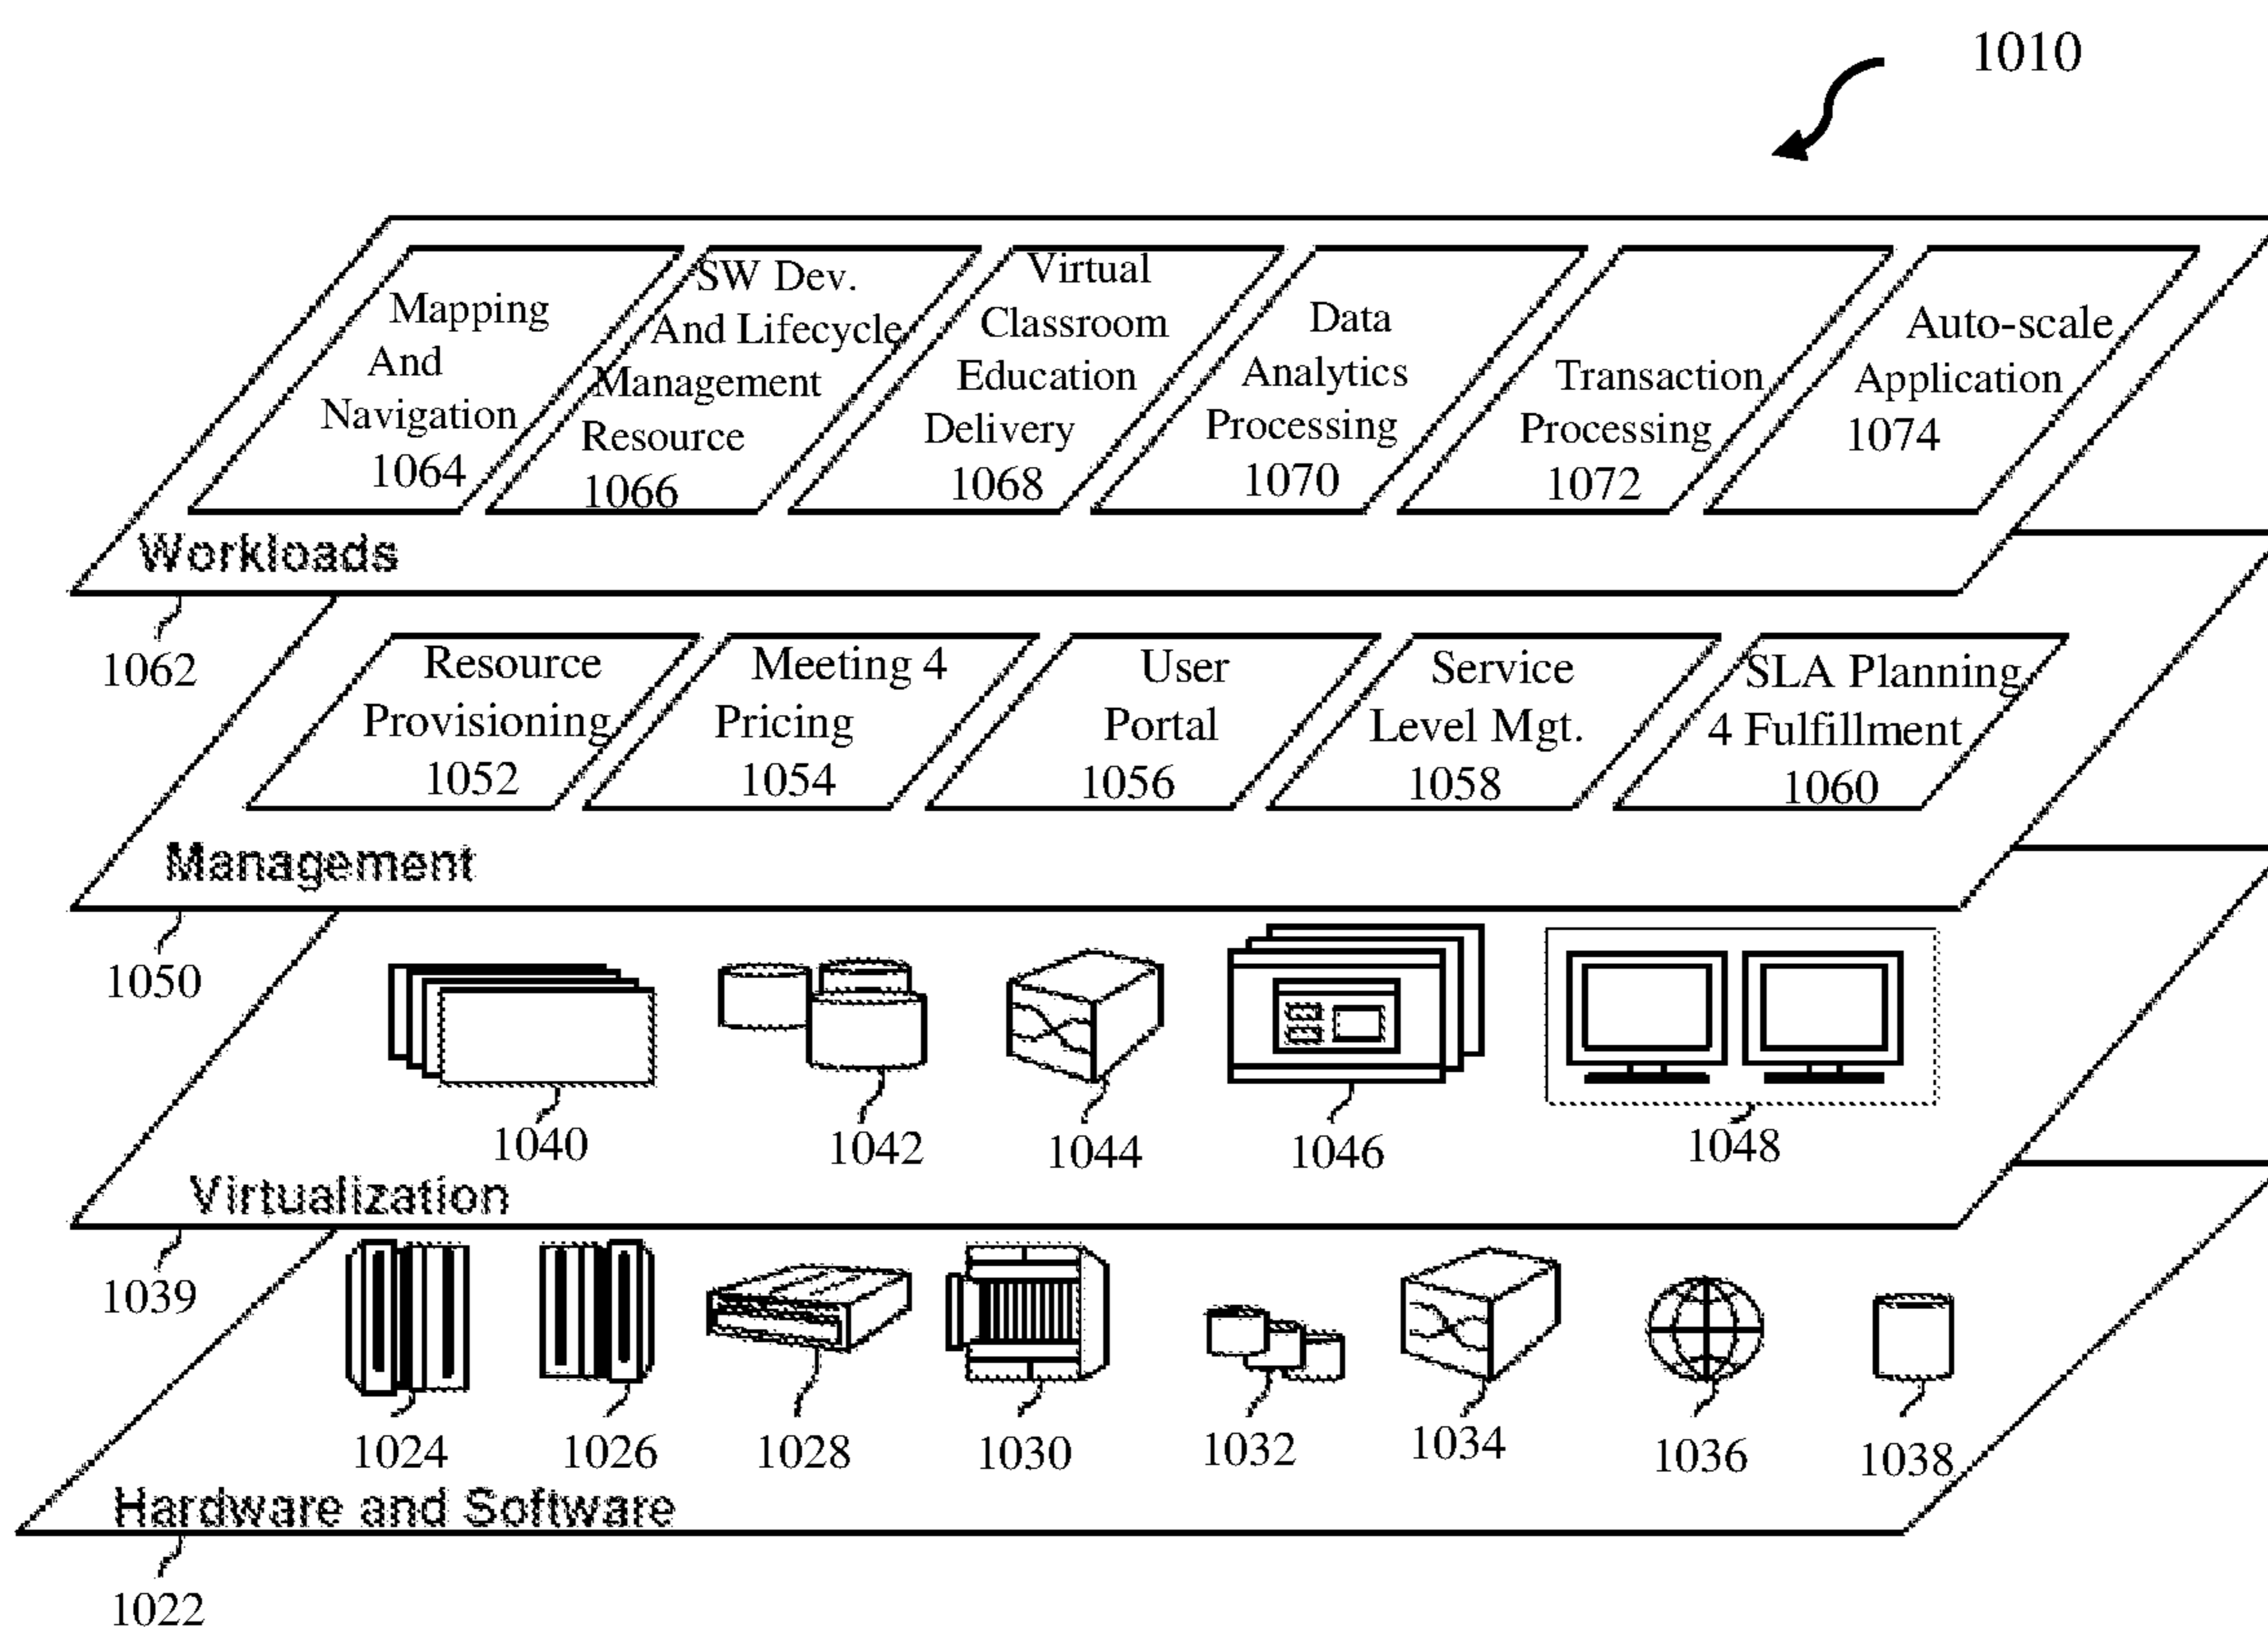 1010
Mapping
And
Navigation
1064
SW Dev.
And Lifecycle
Management
Resource
1066
Virtual
Classroom
Education
Delivery
1068
Data
Analytics
Processing
1070
Transaction
Processing
1072
Auto-scale
Application
1074
Workloads
1062
Resource
Provisioning
1052
Meeting 4
Pricing
1054
User
Portal
1056
Service
Level Mgt.
1058
SLA Planning
4 Fulfillment
1060
Management
1050
1040
1042
1044
1046
1048
Virtualization
1039
1024
1026
1028
1030
1032
1034
1036
1038
Hardware and Software
1022